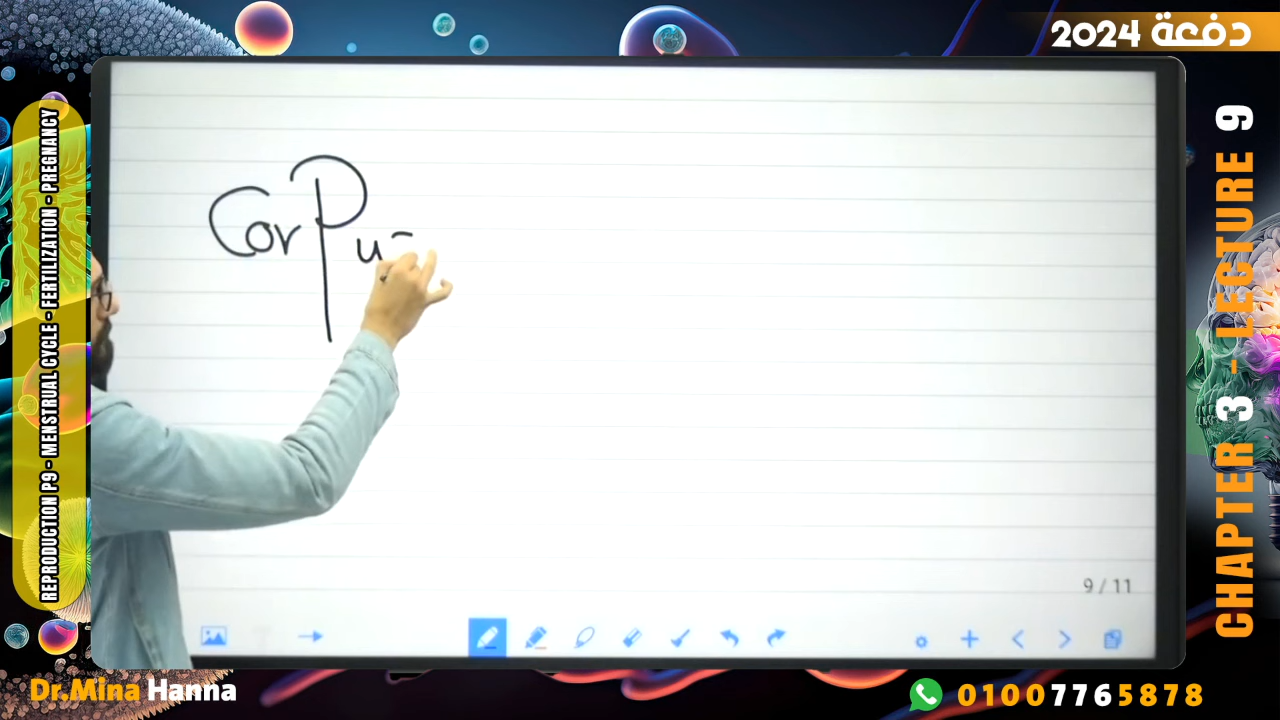 دفعة 2024
REPRODUCTION P9 - MENSTRUAL CYCLE - FERTILIZATION - PREGNANCY
CorPu
CHAPTER 3 - LECTURE 9
9 / 11
Dr.Mina Hanna
01007765878